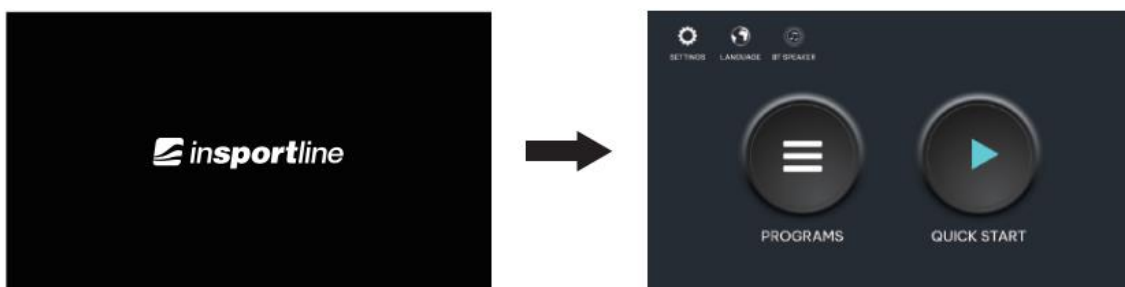 insportline
SETTINGS LANGUAGE BT SPEAKER
PROGRAMS QUICK START